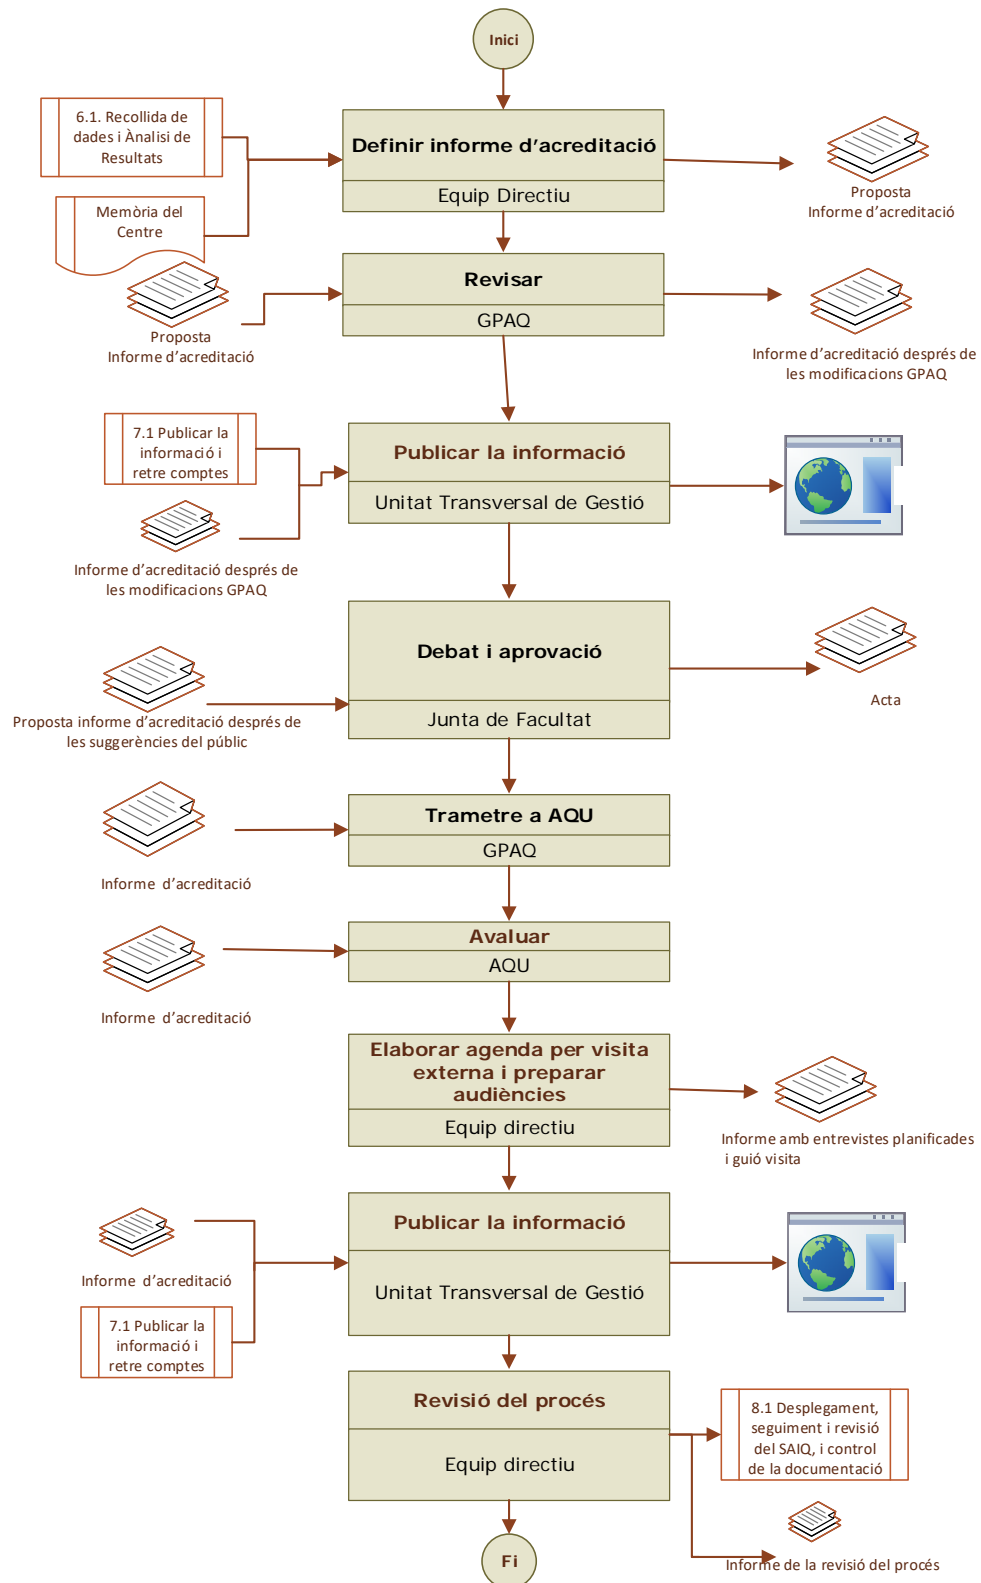 Inici
6.1. Recollida de
dades i Ànalisi de
Resultats
Definir informe d'acreditació
Equip Directiu
Proposta
Informe d'acreditació
Memòria del
Centre
Revisar
GPAQ
Proposta
Informe d'acreditació
Informe d'acreditació després de
les modificacions GPAQ
7.1 Publicar la
informació i
retre comptes
Publicar la informació
Unitat Transversal de Gestió
Informe d'acreditació després de
les modificacions GPAQ
Debat i aprovació
Junta de Facultat
Acta
Proposta informe d'acreditació després de
les suggerències del públic
Trametre a AQU
GPAQ
Informe d'acreditació
Avaluar
AQU
Informe d'acreditació
Elaborar agenda per visita
externa i preparar
audiències
Equip directiu
Informe amb entrevistes planificades
i guió visita
Publicar la informació
Unitat Transversal de Gestió
Informe d'acreditació
7.1 Publicar la
informació i
retre comptes
Revisió del procés
Equip directiu
8.1 Desplegament,
seguiment i revisió
del SAIQ, i control
de la documentació
Informe de la revisió del procés
Fi